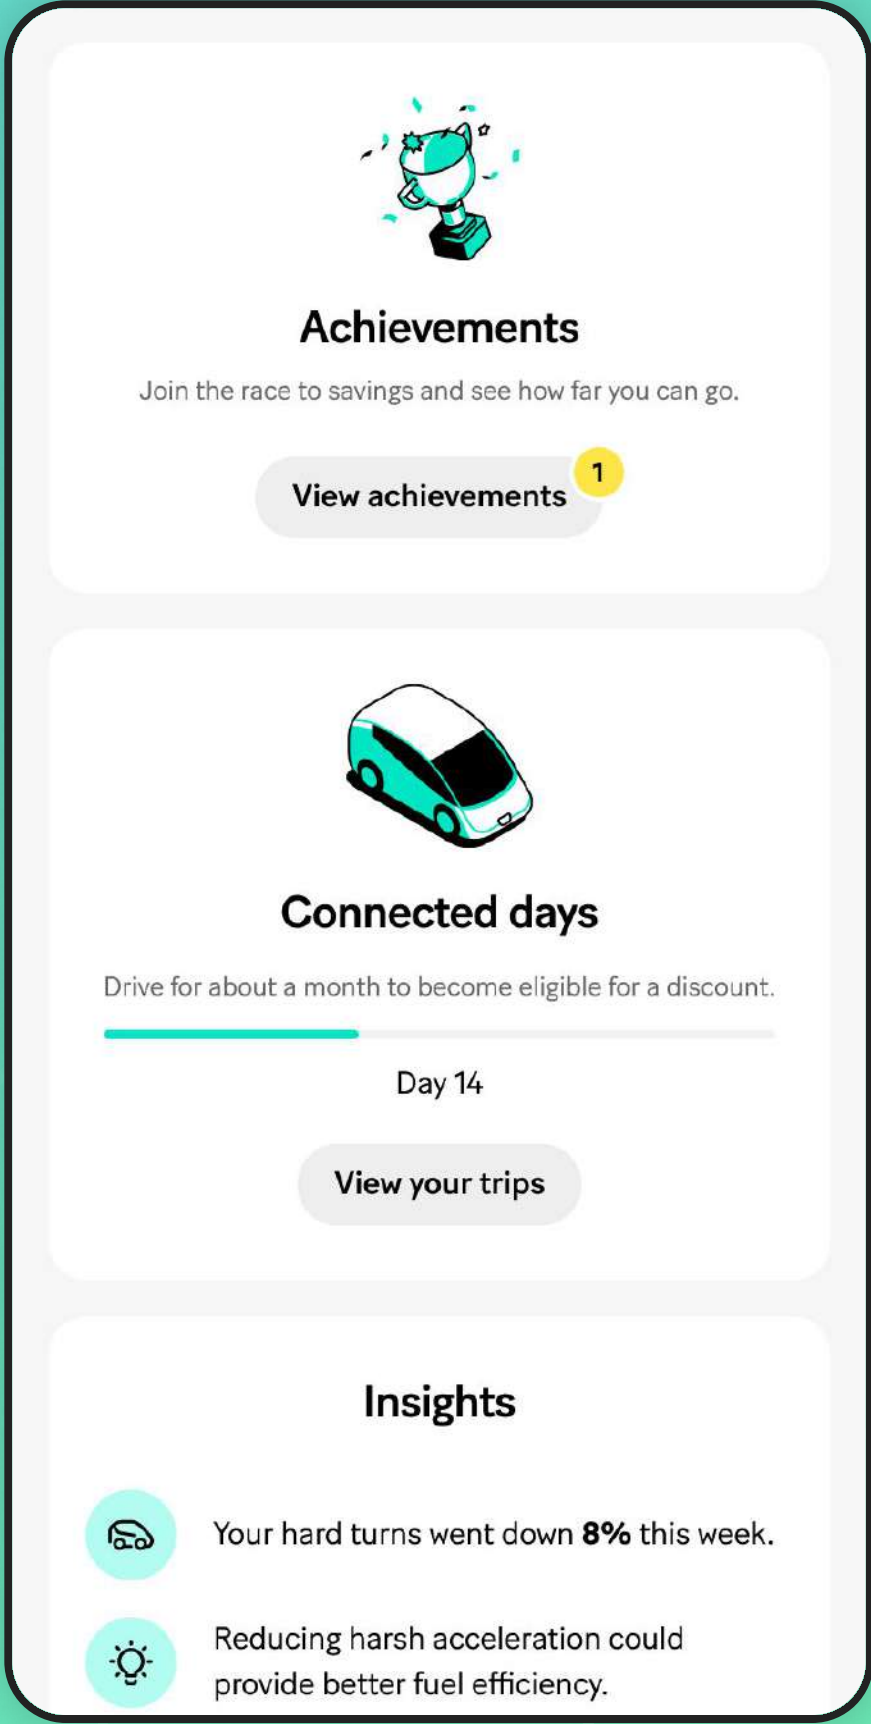 Achievements
Join the race to savings and see how far you can go.
View achievements
1
Connected days
Drive for about a month to become eligible for a discount.
Day 14
View your trips
Insights
Your hard turns went down 8% this week.
Reducing harsh acceleration could
provide better fuel efficiency.